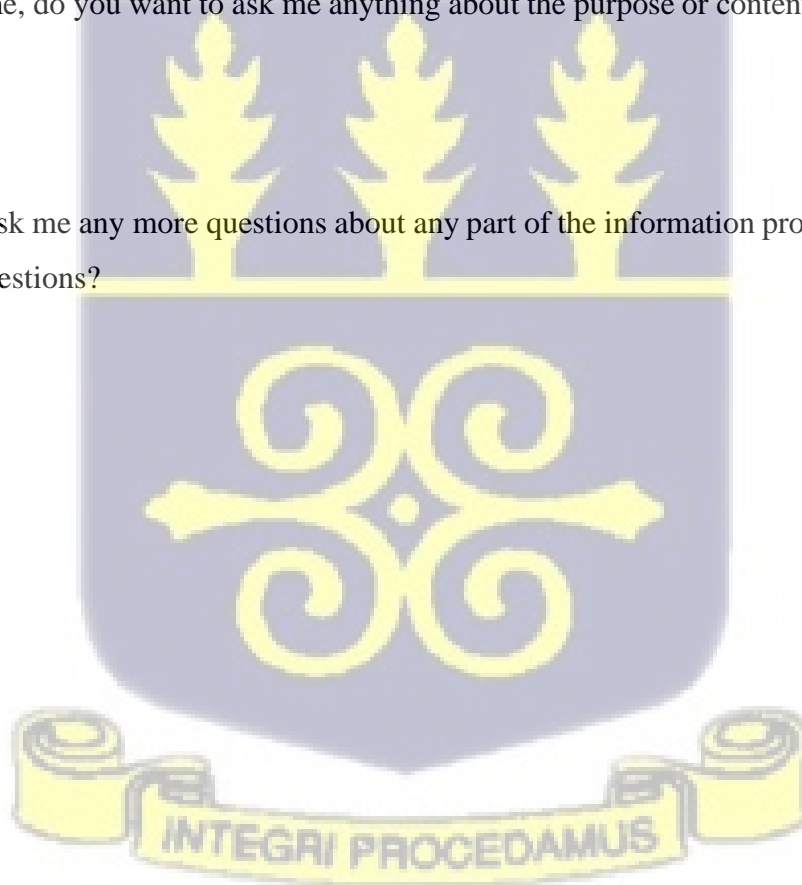 ne, do you want to ask me anything about the purpose or conten
sk me any more questions about any part of the information pro
estions?
INTEGRI PROCEDAMUS